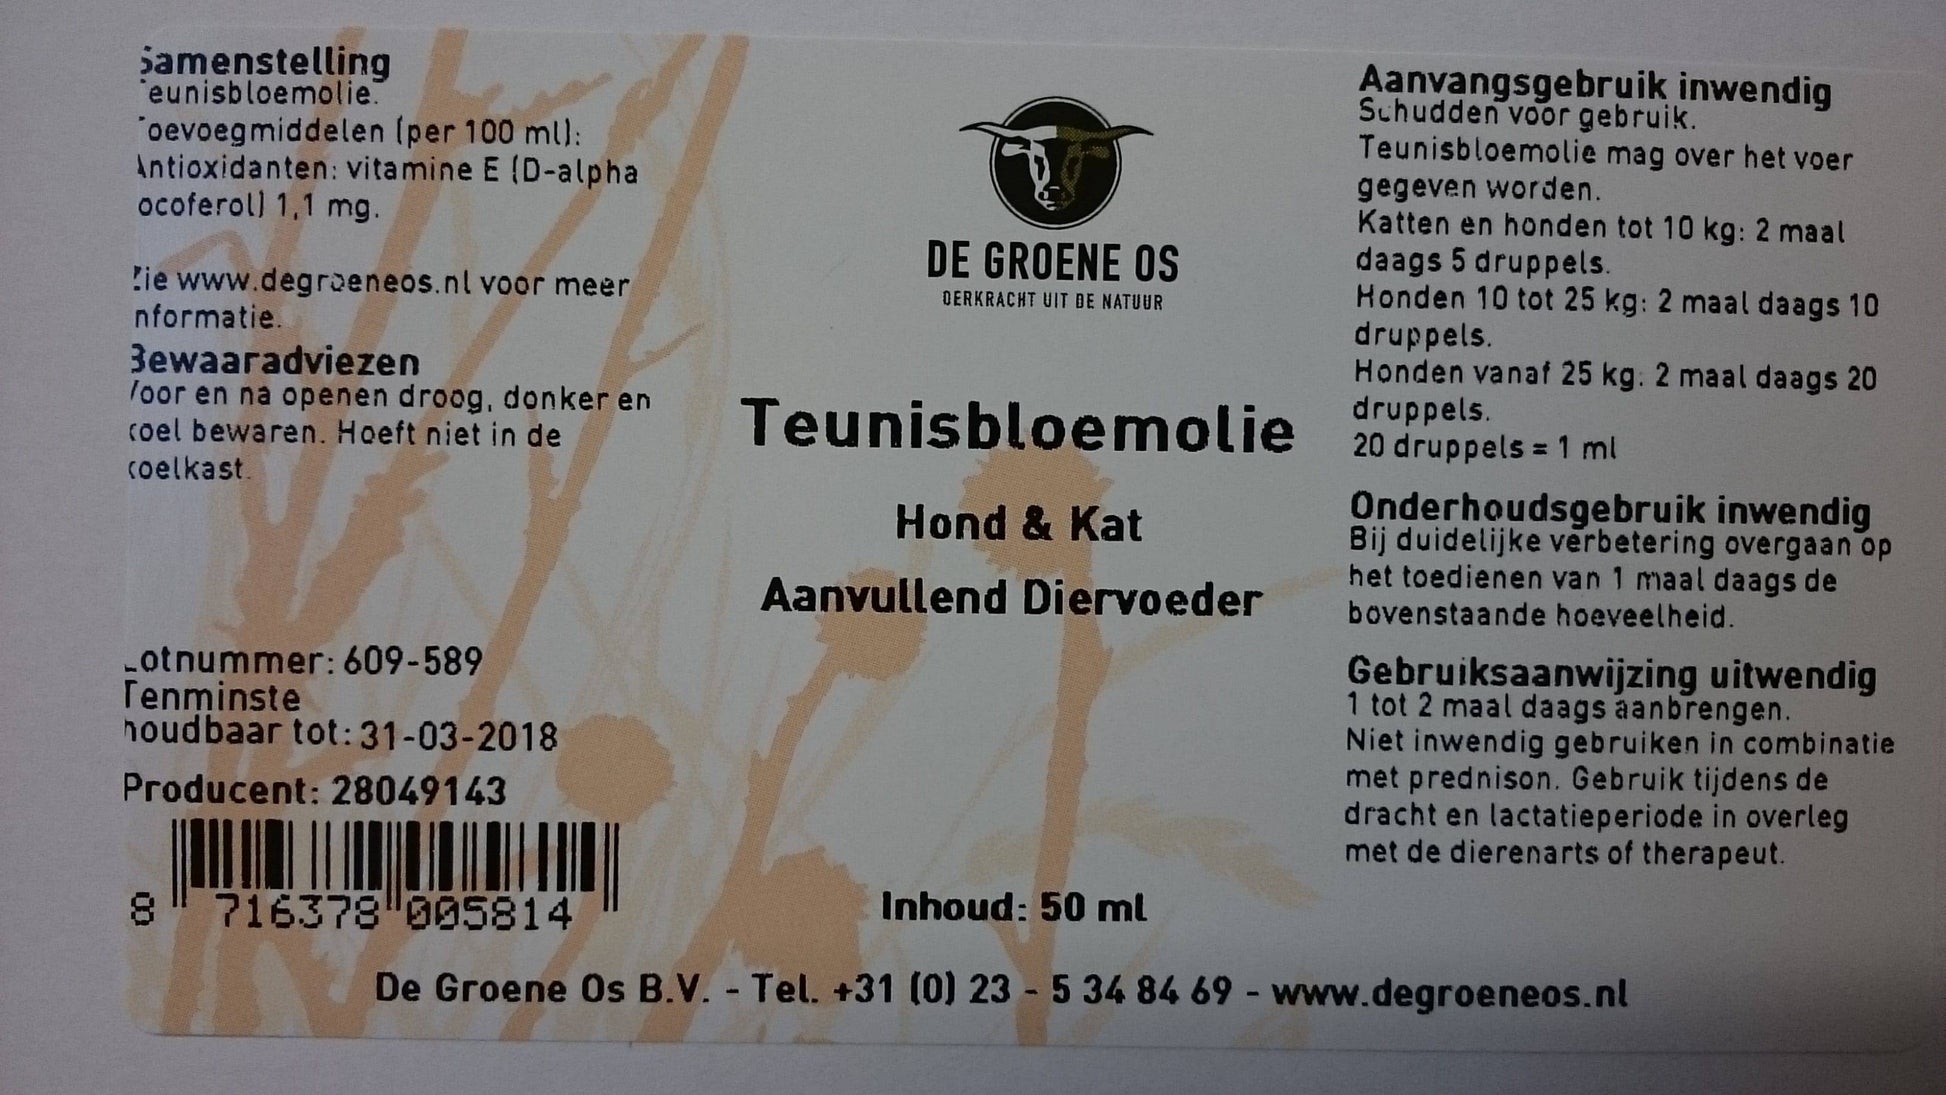 Samenstelling
Teunisbloemolie.
Toevoegmiddelen (per 100 ml):
Antioxidanten: vitamine E (D-alpha
tocoferol) 1,1 mg.
Zie www.degroeneos.nl voor meer
informatie.
Bewaaradviezen
Voor en na openen droog, donker en
koel bewaren. Hoeft niet in de
koelkast.
Lotnummer: 609-589
Tenminste
houdbaar tot: 31-03-2018
Producent: 28049143
8 716378 005814
DE GROENE OS
OERKRACHT UIT DE NATUUR
Teunisbloemolie
Hond & Kat
Aanvullend Diervoeder
Inhoud: 50 ml
Aanvangsgebruik inwendig
Schudden voor gebruik.
Teunisbloemolie mag over het voer
gegeven worden.
Katten en honden tot 10 kg: 2 maal
daags 5 druppels.
Honden 10 tot 25 kg: 2 maal daags 10
druppels.
Honden vanaf 25 kg: 2 maal daags 20
druppels.
20 druppels = 1 ml
Onderhoudsgebruik inwendig
Bij duidelijke verbetering overgaan op
het toedienen van 1 maal daags de
bovenstaande hoeveelheid.
Gebruiksaanwijzing uitwendig
1 tot 2 maal daags aanbrengen.
Niet inwendig gebruiken in combinatie
met prednison. Gebruik tijdens de
dracht en lactatieperiode in overleg
met de dierenarts of therapeut.
De Groene Os B.V. - Tel. +31 (0) 23 - 5 34 84 69 - www.degroeneos.nl